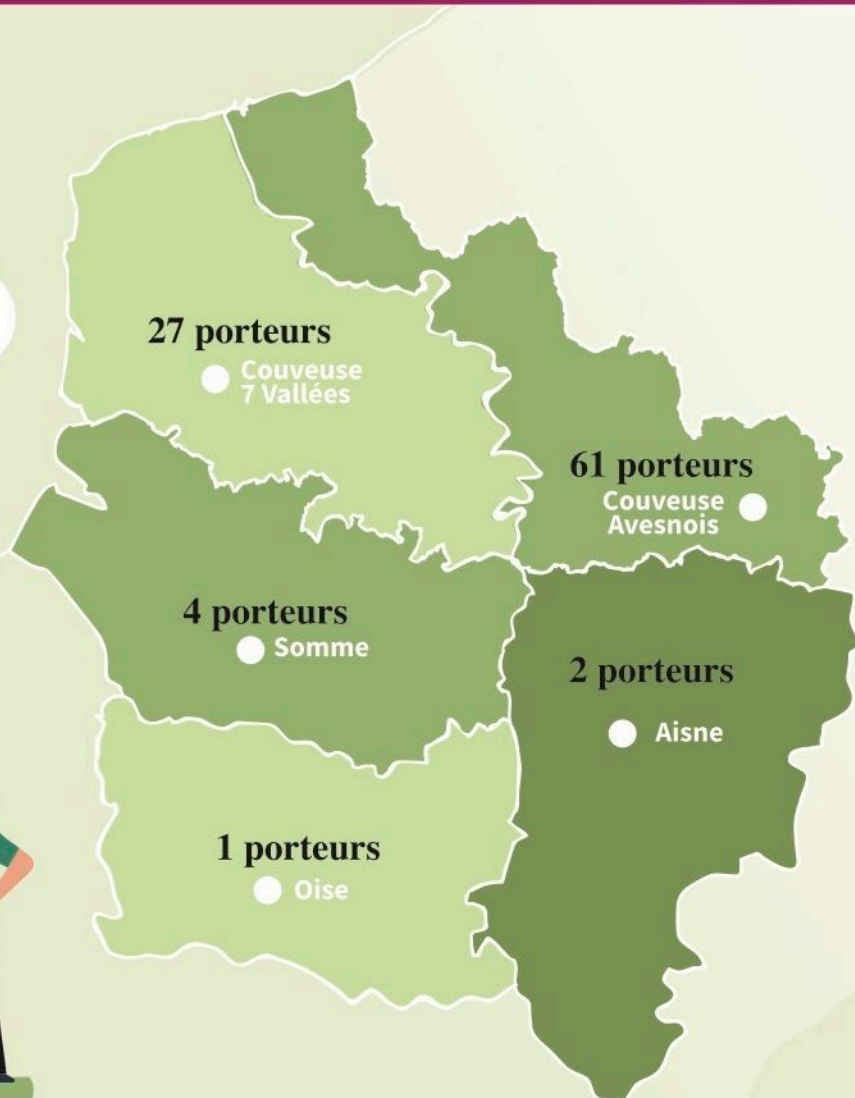 27 porteurs
Couveuse
7 Vallées
61 porteurs
Couveuse
Avesnois
4 porteurs
Somme
2 porteurs
Aisne
1 porteurs
Oise